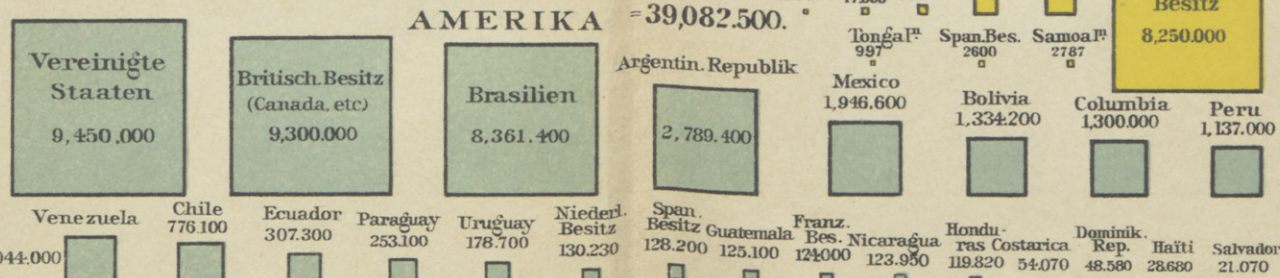 AMERIKA =39,082.500.
Besitz
8,250.000
TongaIn.
997
Span.Bes.
2600
SamoaIn.
2787
Vereinigte
Staaten
9,450,000
Britisch.Besitz
(Canada, etc)
9,300.000
Brasilien
8,361.400
Argentin. Republik
2,789.400
Mexico
1,946,600
Bolivia
1,334.200
Columbia
1,300.000
Peru
1,137.000
Venezuela
944.000
Chile
776.100
Ecuador
307.300
Paraguay
253.100
Uruguay
178.700
Niederl.
Besitz
130.230
Span.
Besitz
128.200
Guatemala
125.100
Franz.
Bes.
124.000
Nicaragua
123.950
Hondu-
ras
119.820
Costarica
54.070
Dominik.
Rep.
48.580
Haïti
28.680
Salvador
21.070